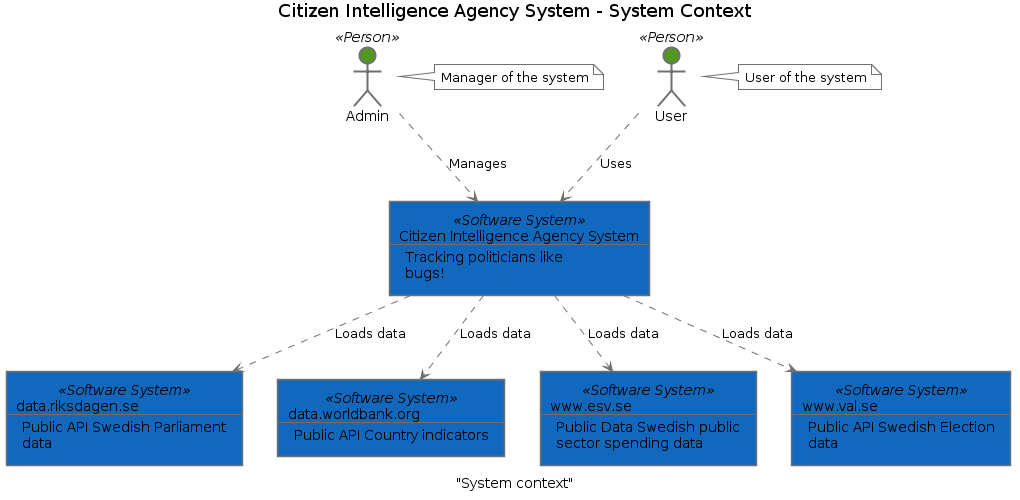 Citizen Intelligence Agency System - System Context
«Person»
Admin
Manager of the system
«Person»
User
User of the system
Manages
Uses
«Software System»
Citizen Intelligence Agency System
Tracking politicians like
bugs!
Loads data
Loads data
Loads data
Loads data
«Software System»
data.riksdagen.se
Public API Swedish Parliament
data
«Software System»
data.worldbank.org
Public API Country indicators
«Software System»
www.esv.se
Public Data Swedish public
sector spending data
«Software System»
www.val.se
Public API Swedish Election
data
"System context"